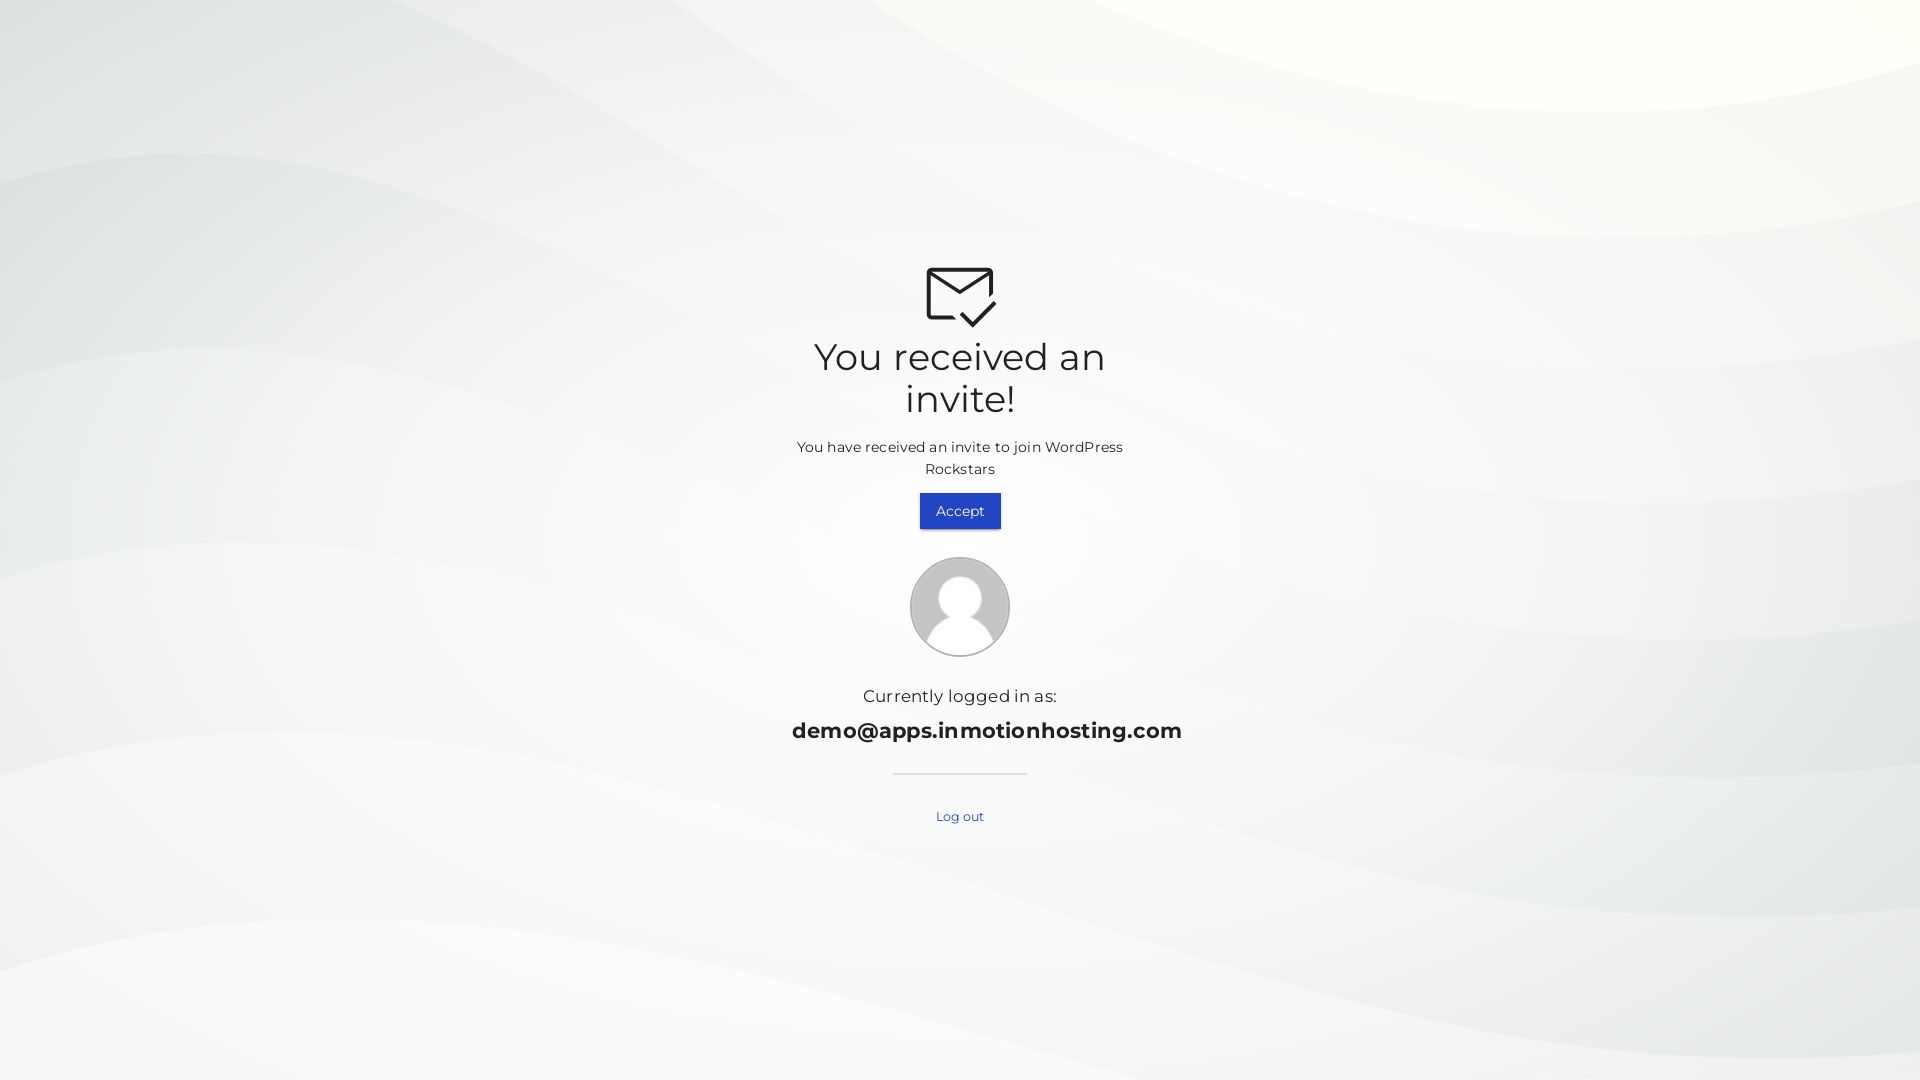 You received an
invite!
You have received an invite to join WordPress
Rockstars
Accept
Currently logged in as:
demo@apps.inmotionhosting.com
Log out